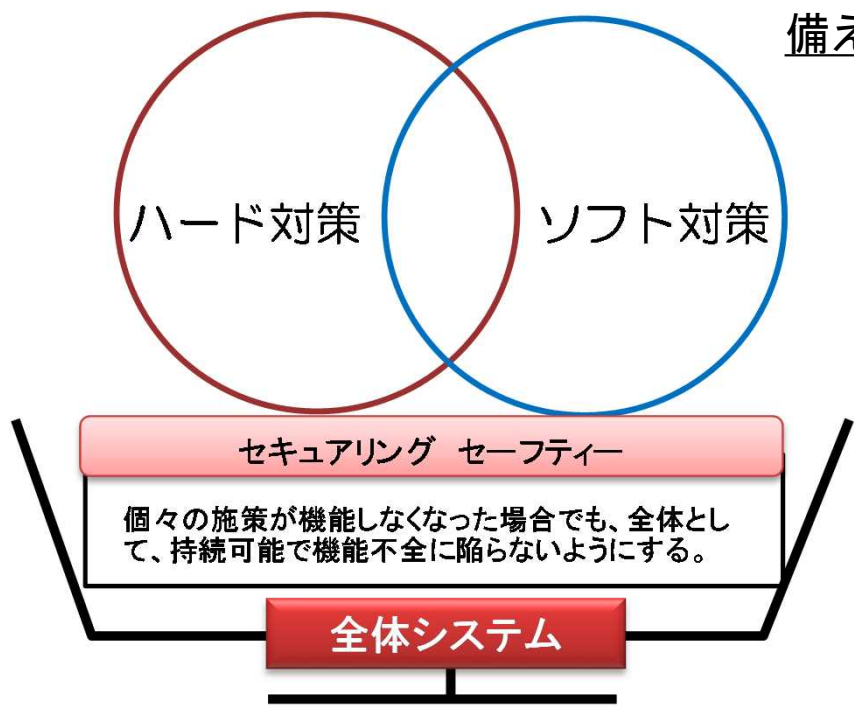 備え
ハード対策
ソフト対策
セキュアリング セーフティー
個々の施策が機能しなくなった場合でも、全体とし
て、持続可能で機能不全に陥らないようにする。
全体システム